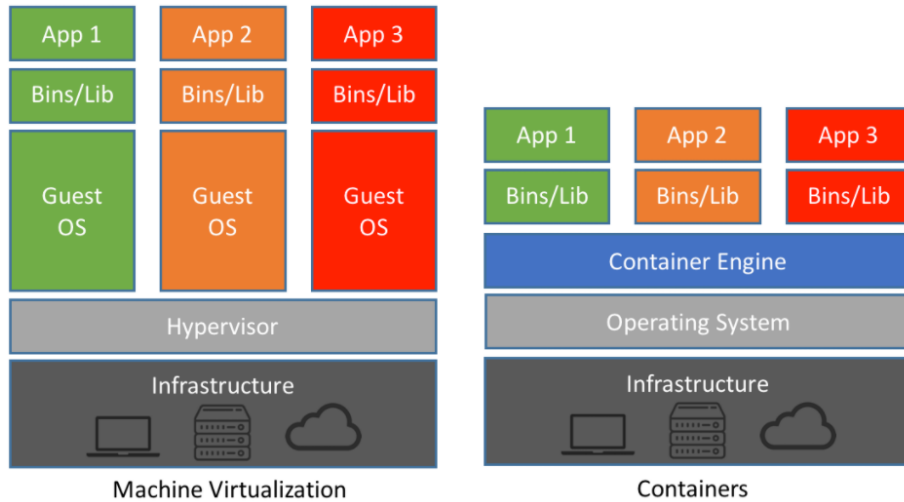 App 1
App 2
App 3
Bins/Lib
Bins/Lib
Bins/Lib
Guest
OS
Guest
OS
Guest
OS
Hypervisor
Infrastructure
Machine Virtualization
App 1
App 2
App 3
Bins/Lib
Bins/Lib
Bins/Lib
Container Engine
Operating System
Infrastructure
Containers